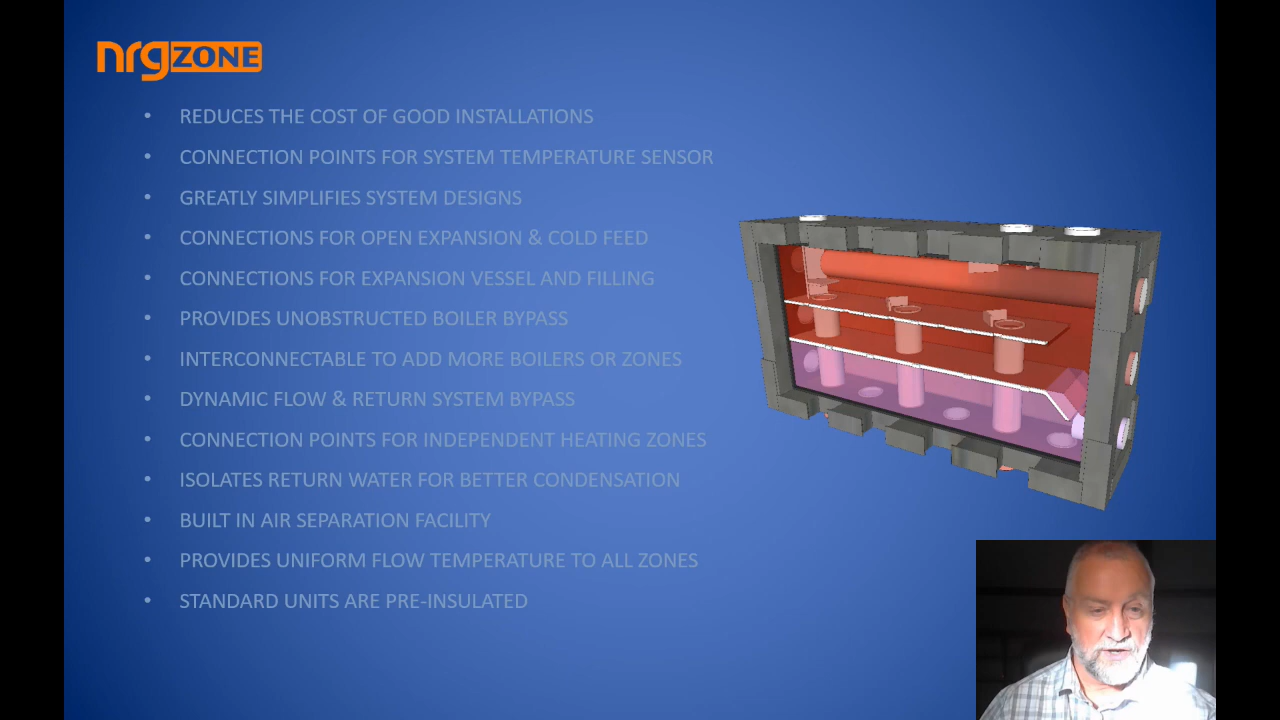 nrgZONE
• REDUCES THE COST OF GOOD INSTALLATIONS
• CONNECTION POINTS FOR SYSTEM TEMPERATURE SENSOR
• GREATLY SIMPLIFIES SYSTEM DESIGNS
• CONNECTIONS FOR OPEN EXPANSION & COLD FEED
• CONNECTIONS FOR EXPANSION VESSEL AND FILLING
• PROVIDES UNOBSTRUCTED BOILER BYPASS
• INTERCONNECTABLE TO ADD MORE BOILERS OR ZONES
• DYNAMIC FLOW & RETURN SYSTEM BYPASS
• CONNECTION POINTS FOR INDEPENDENT HEATING ZONES
• ISOLATES RETURN WATER FOR BETTER CONDENSATION
• BUILT IN AIR SEPARATION FACILITY
• PROVIDES UNIFORM FLOW TEMPERATURE TO ALL ZONES
• STANDARD UNITS ARE PRE-INSULATED